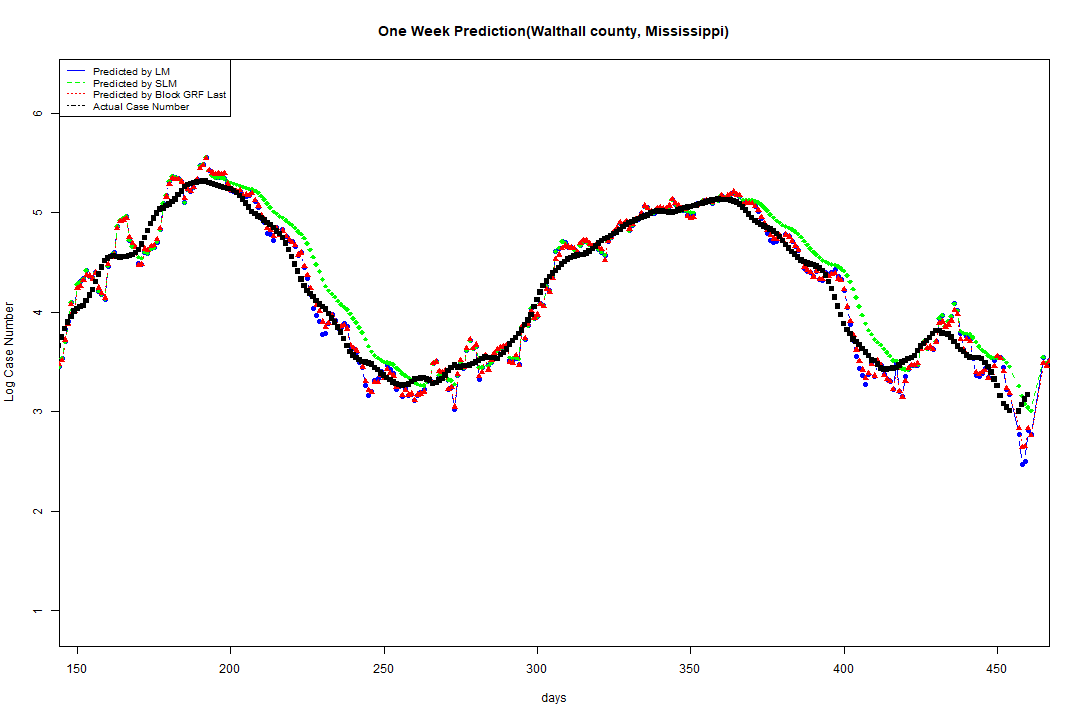 One Week Prediction(Walthall county, Mississippi)
Predicted by LM
Predicted by SLM
Predicted by Block GRF Last
Actual Case Number
6
5
4
3
2
1
Log Case Number
150 200 250 300 350 400 450
days